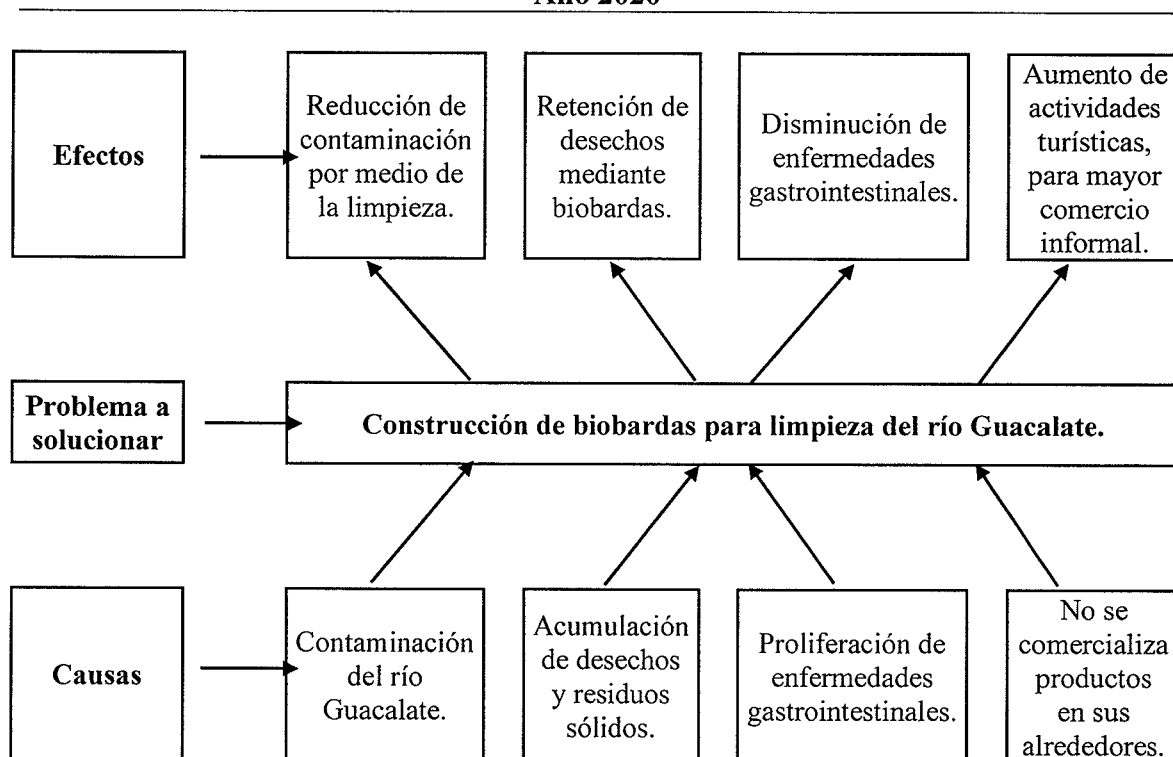 Año 2020
Efectos
Reducción de
contaminación
por medio de
la limpieza.
Retención de
desechos
mediante
biobardas.
Disminución de
enfermedades
gastrointestinales.
Aumento de
actividades
turísticas,
para mayor
comercio
informal.
Problema a
solucionar
Construcción de biobardas para limpieza del río Guacalate.
Causas
Contaminación
del río
Guacalate.
Acumulación
de desechos
y residuos
sólidos.
Proliferación de
enfermedades
gastrointestinales.
No se
comercializa
productos
en sus
alrededores.